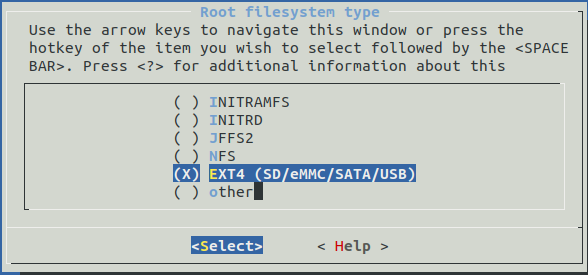 Root filesystem type
Use the arrow keys to navigate this window or press the
hotkey of the item you wish to select followed by the <SPACE
BAR>. Press <?> for additional information about this
( ) INITRAMFS
( ) INITRD
( ) JFFS2
( ) NFS
(X) EXT4 (SD/eMMC/SATA/USB)
( ) other
<Select> < Help >